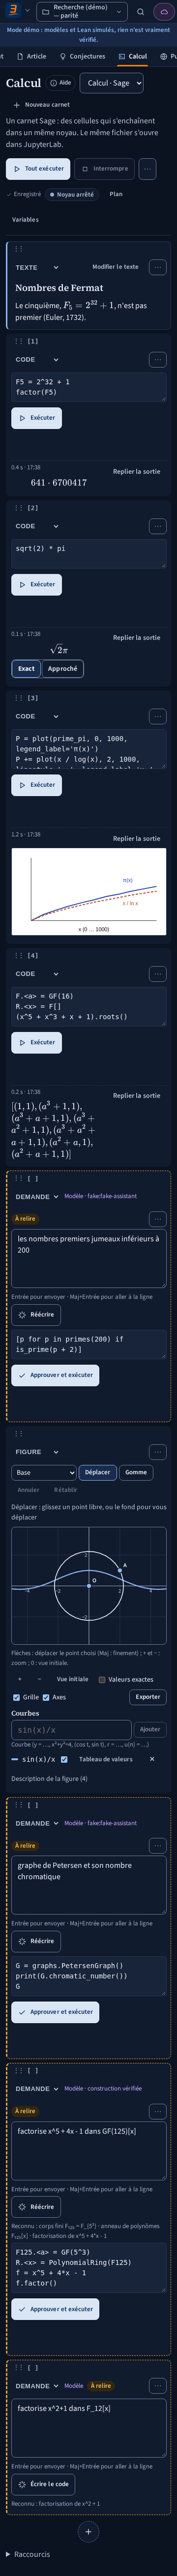 Recherche (démo) — parité
Mode démo : modèles et Lean simulés, rien n'est vraiment vérifié.
Article
Conjectures
Calcul
Calcul
Aide
Calcul · Sage
Nouveau carnet
Un carnet Sage : des cellules qui s'enchaînent dans un même noyau. Le même fichier s'ouvre dans JupyterLab.
Tout exécuter
Interrompre
Enregistré
Noyau arrêté
Plan
Variables
TEXTE
Modifier le texte
Nombres de Fermat
Le cinquième, F₅ = 2³² + 1, n'est pas premier (Euler, 1732).
[1]
CODE
F5 = 2^32 + 1
factor(F5)
Exécuter
0.4 s · 17:38
Replier la sortie
641 · 6700417
[2]
CODE
sqrt(2) * pi
Exécuter
0.1 s · 17:38
Replier la sortie
√2π
Exact
Approché
[3]
CODE
P = plot(prime_pi, 0, 1000,
legend_label='π(x)')
P += plot(x / log(x), 2, 1000,
Exécuter
1.2 s · 17:38
Replier la sortie
π(x)
x / ln x
x (0 … 1000)
[4]
CODE
F.<a> = GF(16)
R.<x> = F[]
(x^5 + x^3 + x + 1).roots()
Exécuter
0.2 s · 17:38
Replier la sortie
[(1, 1), (a³ + 1, 1),
(a³ + a + 1, 1), (a³ +
a² + 1, 1), (a³ + a² +
a + 1, 1), (a² + a, 1),
(a² + a + 1, 1)]
[ ]
DEMANDE
Modèle · fake:fake-assistant
À relire
les nombres premiers jumeaux inférieurs à 200
Entrée pour envoyer · Maj+Entrée pour aller à la ligne
Réécrire
[p for p in primes(200) if
is_prime(p + 2)]
Approuver et exécuter
FIGURE
Base
Déplacer
Gomme
Annuler
Rétablir
Déplacer : glissez un point libre, ou le fond pour vous déplacer
A
O
Flèches : déplacer le point choisi (Maj : finement) ; + et − : zoom ; 0 : vue initiale.
+
−
Vue initiale
Valeurs exactes
Grille
Axes
Exporter
Courbes
sin(x)/x
Ajouter
Courbe (y = …, x²+y²=4, (cos t, sin t), r = …, u(n) = …)
sin(x)/x
Tableau de valeurs
×
Description de la figure (4)
[ ]
DEMANDE
Modèle · fake:fake-assistant
À relire
graphe de Petersen et son nombre chromatique
Entrée pour envoyer · Maj+Entrée pour aller à la ligne
Réécrire
G = graphs.PetersenGraph()
print(G.chromatic_number())
G
Approuver et exécuter
[ ]
DEMANDE
Modèle · construction vérifiée
À relire
factorise x^5 + 4x - 1 dans GF(125)[x]
Entrée pour envoyer · Maj+Entrée pour aller à la ligne
Réécrire
Reconnu : corps fini F₁₂₅ = F_{5³} · anneau de polynômes F₁₂₅[x] · factorisation de x^5 + 4*x - 1
F125.<a> = GF(5^3)
R.<x> = PolynomialRing(F125)
f = x^5 + 4*x - 1
f.factor()
Approuver et exécuter
[ ]
DEMANDE
Modèle
À relire
factorise x^2+1 dans F_12[x]
Entrée pour envoyer · Maj+Entrée pour aller à la ligne
Écrire le code
Reconnu : factorisation de x^2 + 1
+
Raccourcis